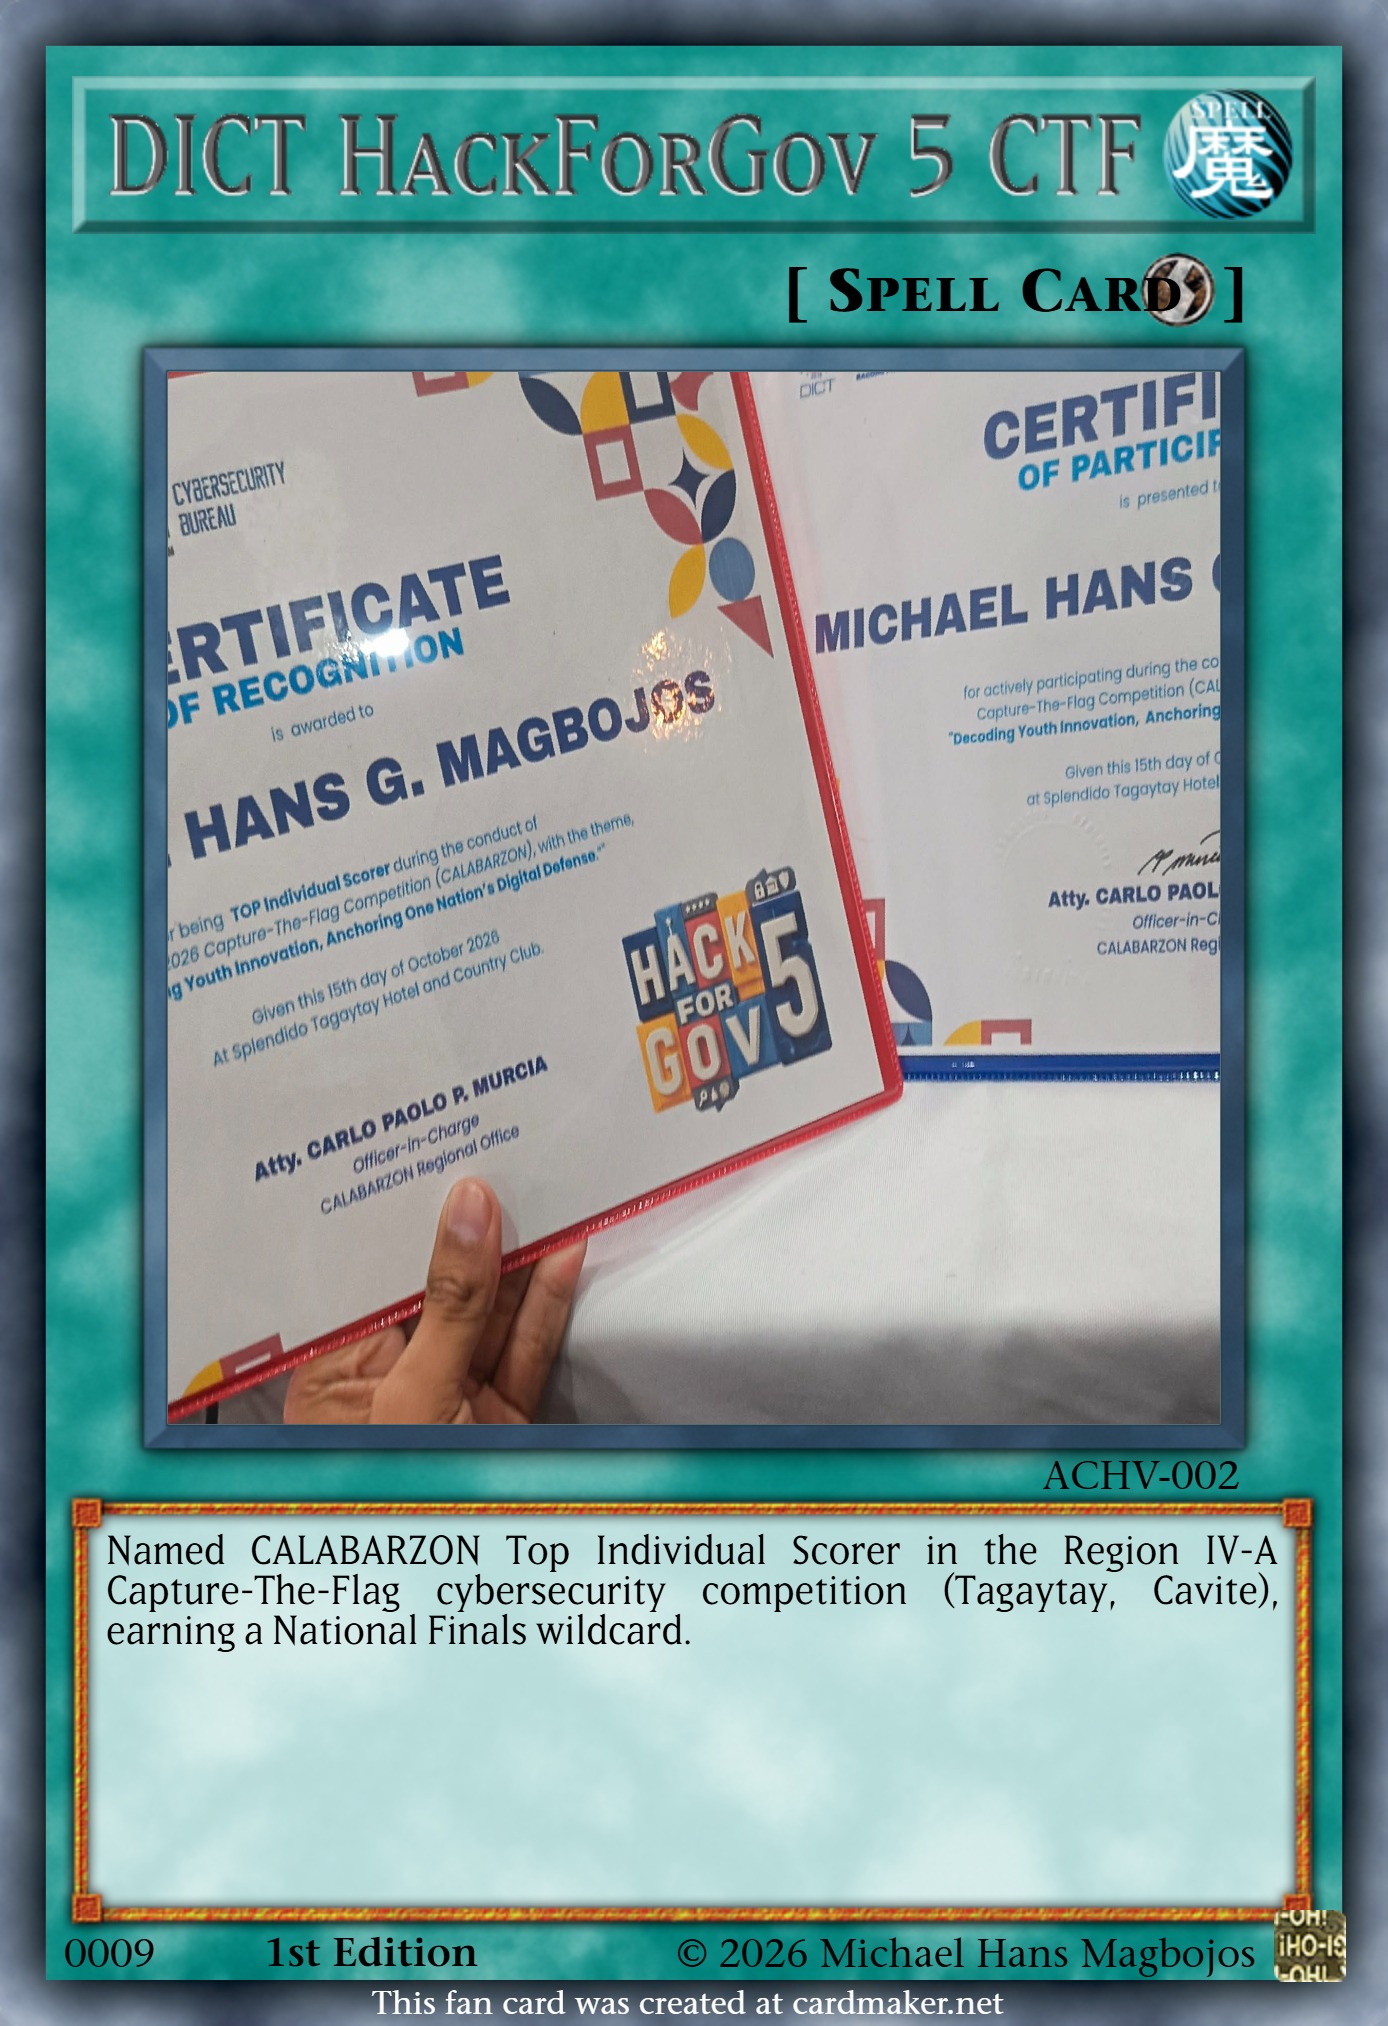 DICT HackForGov 5 CTF
SPELL
魔
[ Spell Card ]
CYBERSECURITY
BUREAU
ERTIFICATE
OF RECOGNITION
is awarded to
HANS G. MAGBOJOS
r being TOP Individual Scorer during the conduct of
2026 Capture-The-Flag Competition (CALABARZON), with the theme,
g Youth Innovation, Anchoring One Nation's Digital Defense."
Given this 15th day of October 2026
At Splendido Tagaytay Hotel and Country Club.
Atty. CARLO PAOLO P. MURCIA
Officer-in-Charge
CALABARZON Regional Office
HACK
FOR
GOV
5
DICT
CERTIFI
OF PARTICIP
is presented t
MICHAEL HANS
for actively participating during the co
Capture-The-Flag Competition (CAL
"Decoding Youth Innovation, Anchoring
Given this 15th day of O
at Splendido Tagaytay Hotel
Atty. CARLO PAOL
Officer-in-C
CALABARZON Regi
ACHV-002
Named CALABARZON Top Individual Scorer in the Region IV-A
Capture-The-Flag cybersecurity competition (Tagaytay, Cavite),
earning a National Finals wildcard.
0009
1st Edition
© 2026 Michael Hans Magbojos
This fan card was created at cardmaker.net